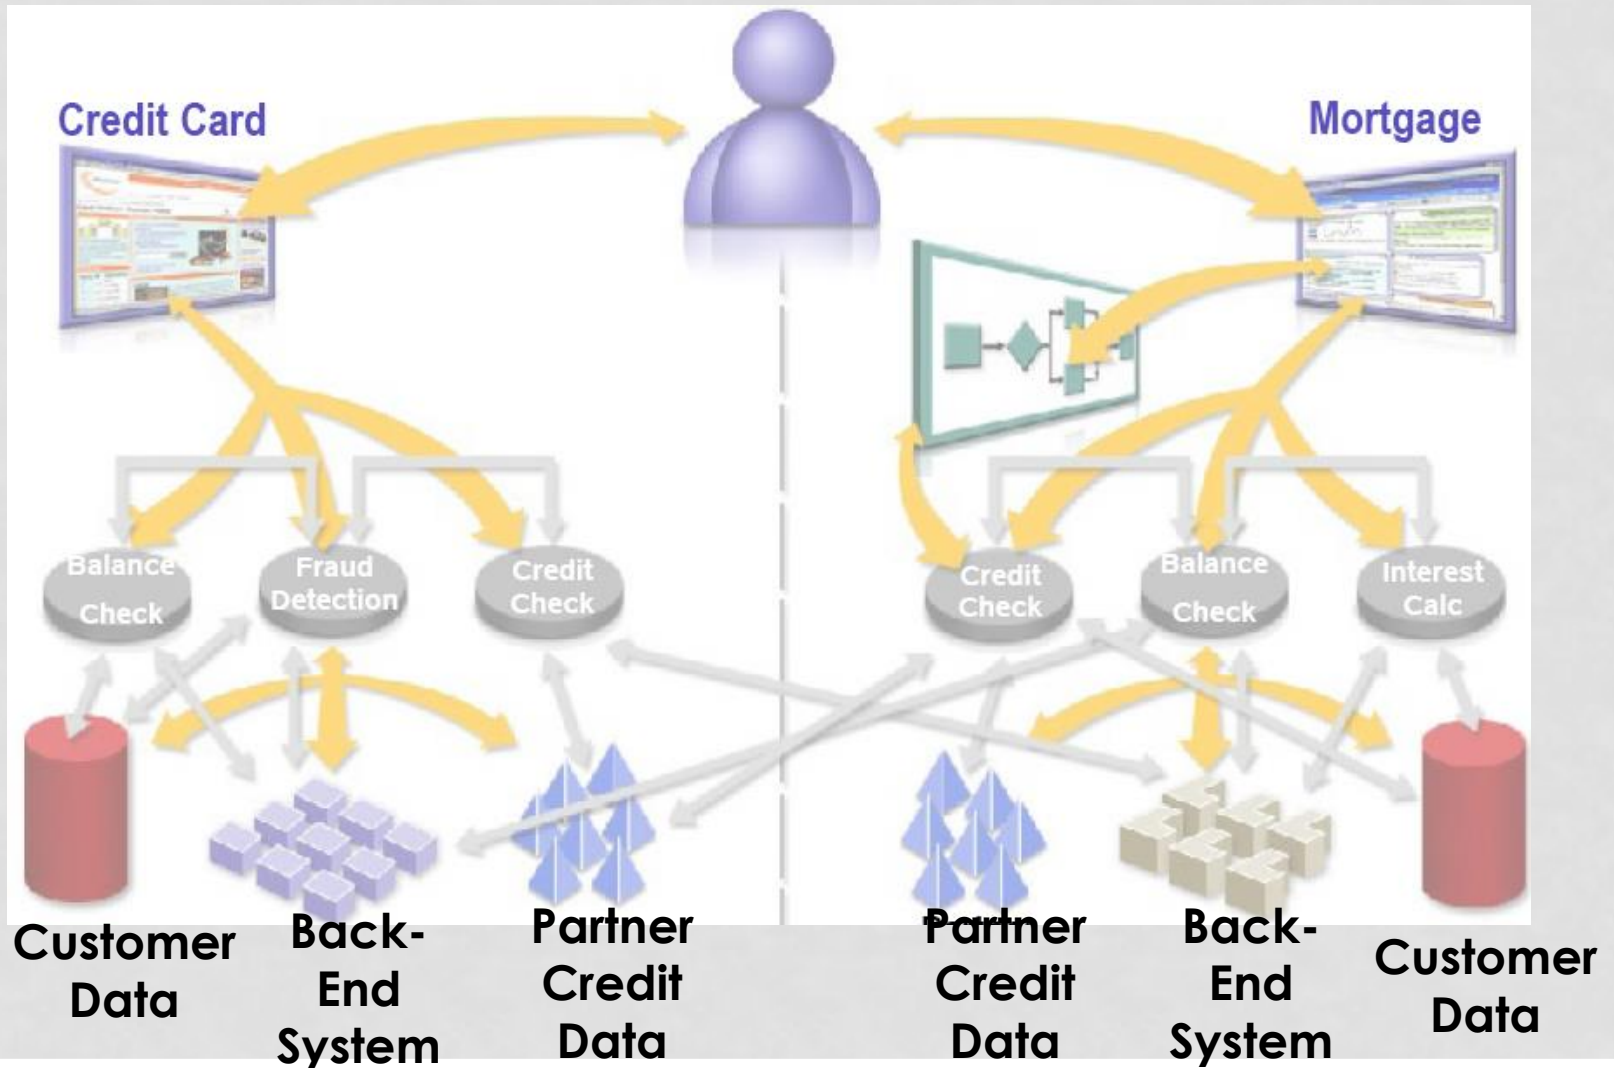 Credit Card
Mortgage
Balance
Check
Fraud
Detection
Credit
Check
Credit
Check
Balance
Check
Interest
Calc
Customer
Data
Back-
End
System
Partner
Credit
Data
Partner
Credit
Data
Back-
End
System
Customer
Data